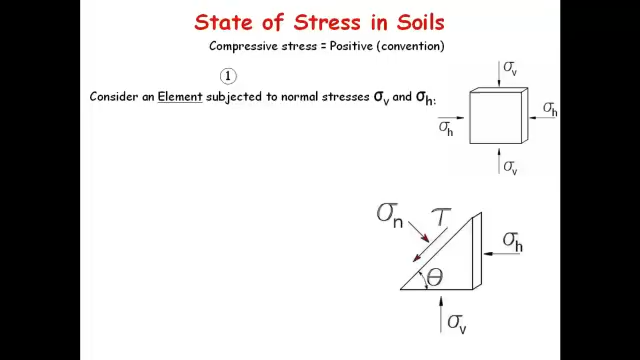 State of Stress in Soils
Compressive stress = Positive (convention)
1
Consider an Element subjected to normal stresses σv and σh:
σv
σh
σh
σv
σn
τ
σh
θ
σv